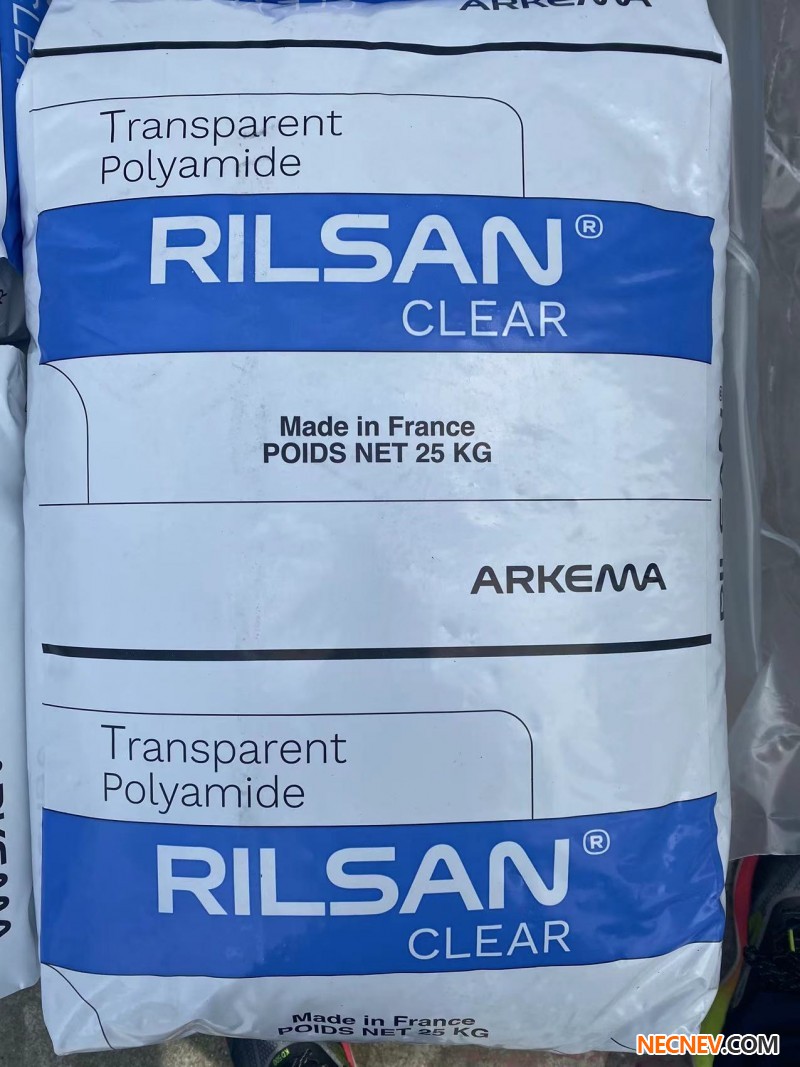 ARKEMA
Transparent
Polyamide
RILSAN®
CLEAR
Made in France
POIDS NET 25 KG
ARKEMA
Transparent
Polyamide
RILSAN®
CLEAR
Made in France
POIDS NET 25 KG
NECNEV.COM